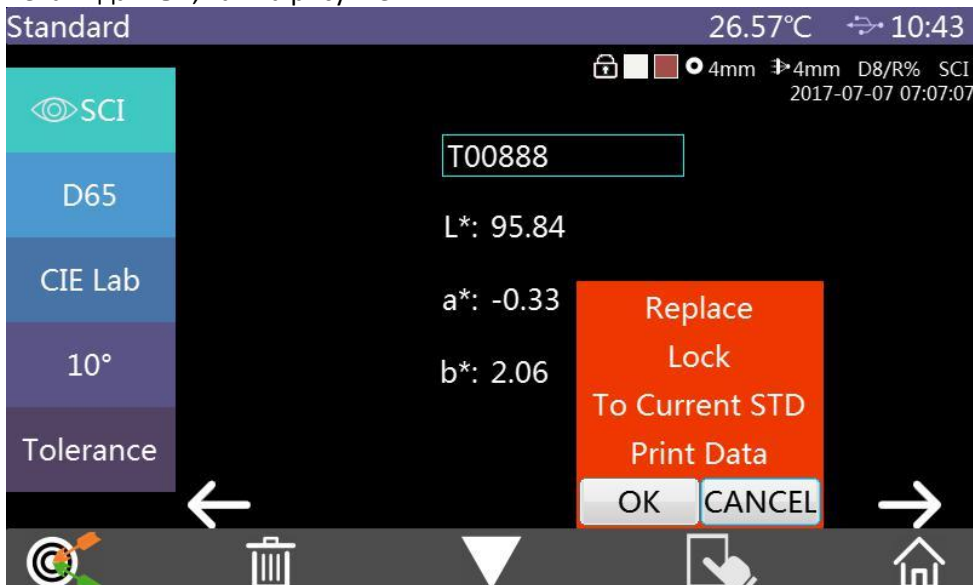 Standard 26.57℃ 10:43
4mm 4mm D8/R% SCI
2017-07-07 07:07:07
SCI
D65
CIE Lab
10°
Tolerance
T00888
L*: 95.84
a*: -0.33
b*: 2.06
Replace
Lock
To Current STD
Print Data
OK CANCEL